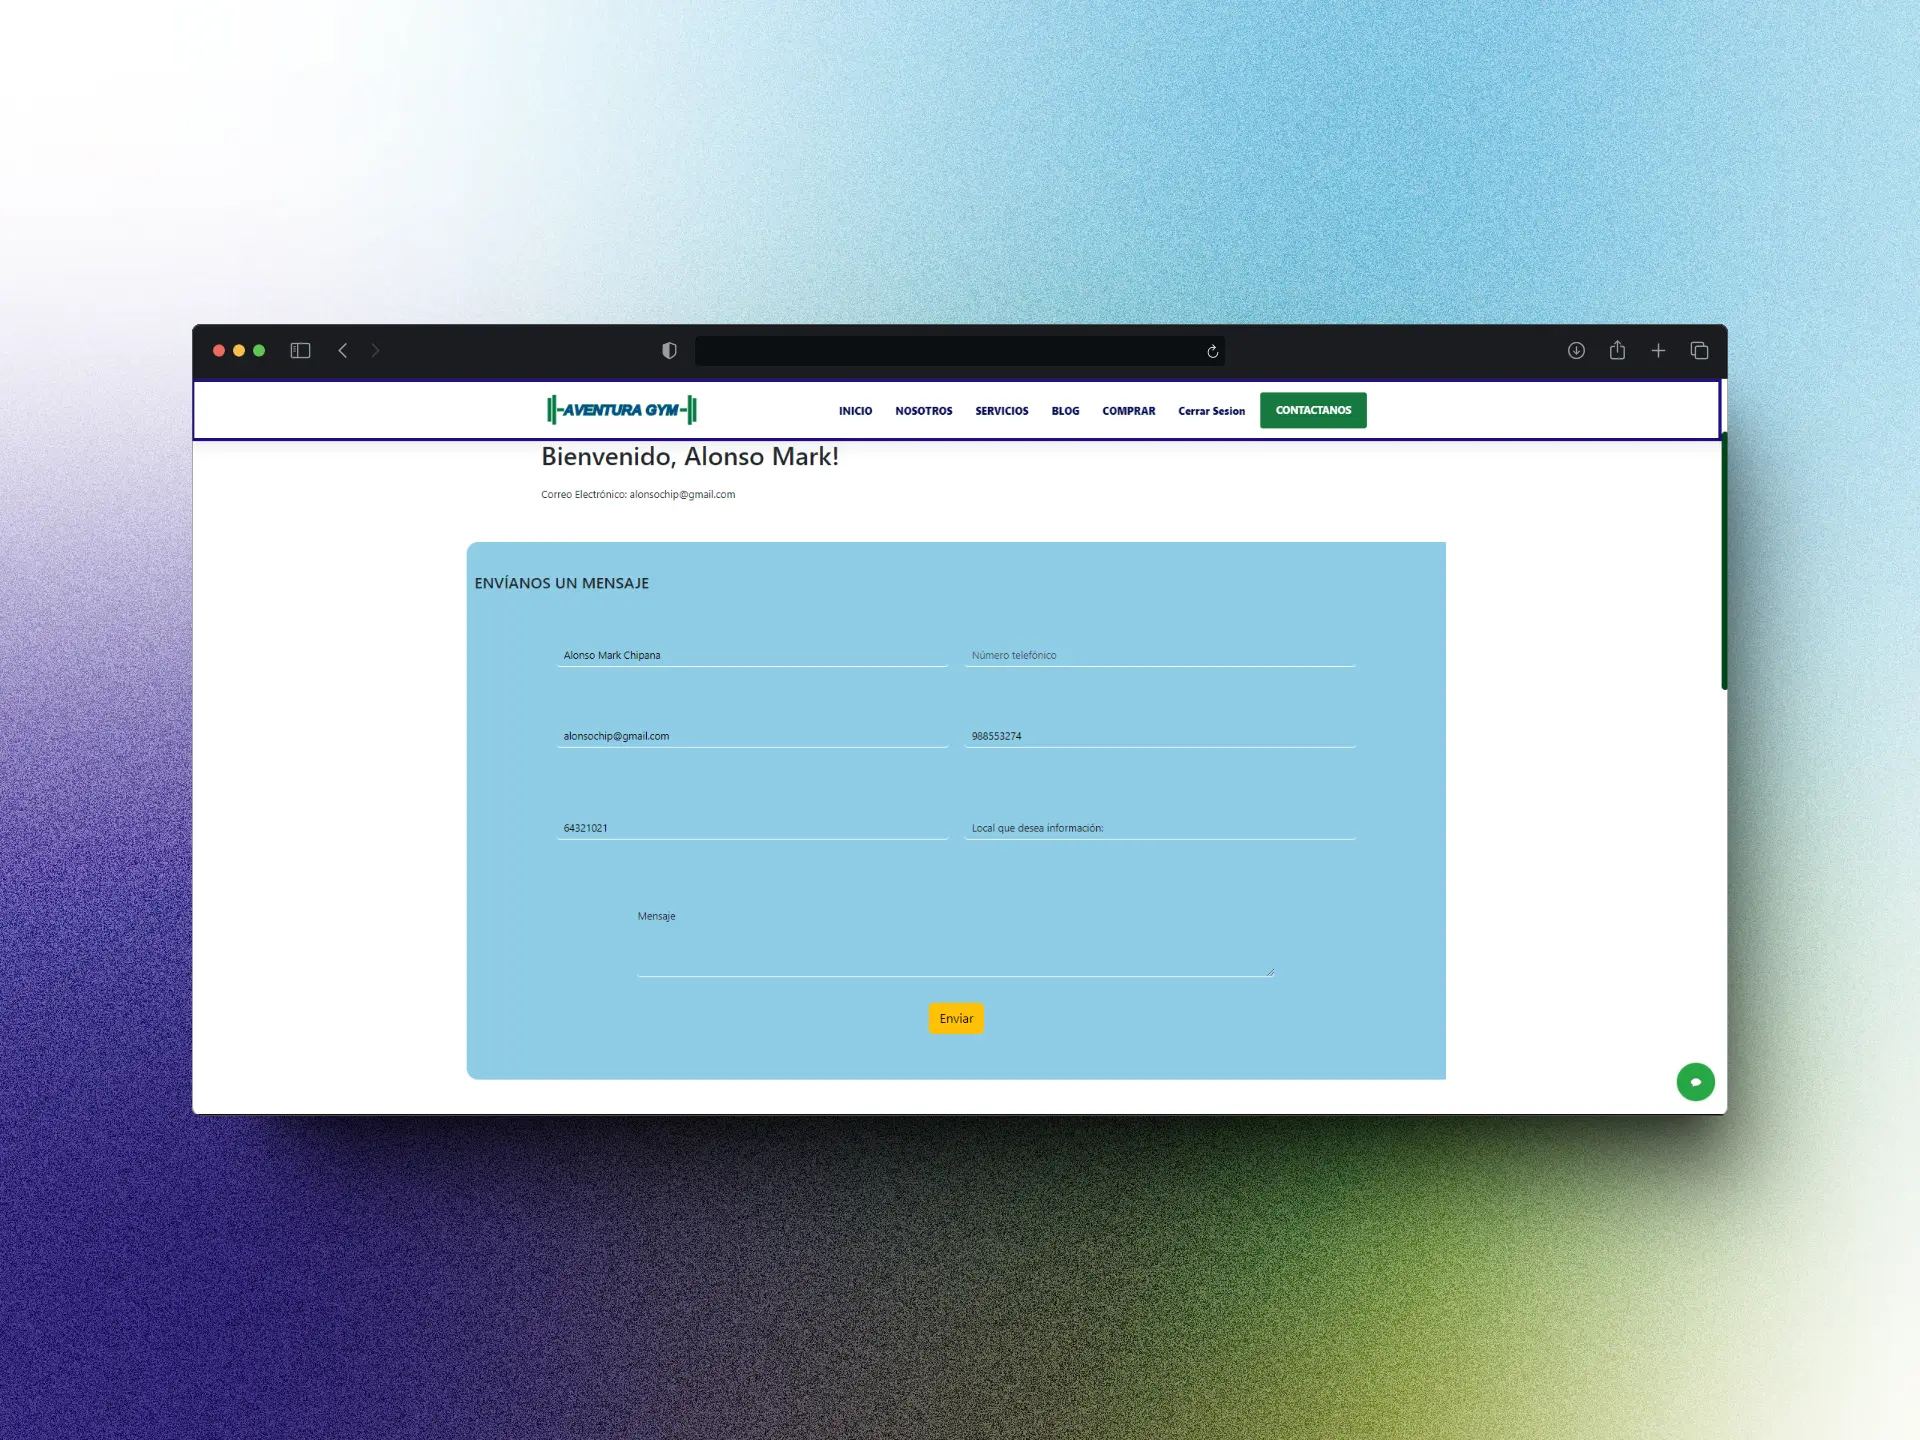 AVENTURA GYM
INICIO NOSOTROS SERVICIOS BLOG COMPRAR Cerrar Sesion CONTACTANOS
Bienvenido, Alonso Mark!
Correo Electrónico: alonsochip@gmail.com
ENVÍANOS UN MENSAJE
Alonso Mark Chipana Número telefónico
alonsochip@gmail.com 988553274
64321021 Local que desea información:
Mensaje
Enviar